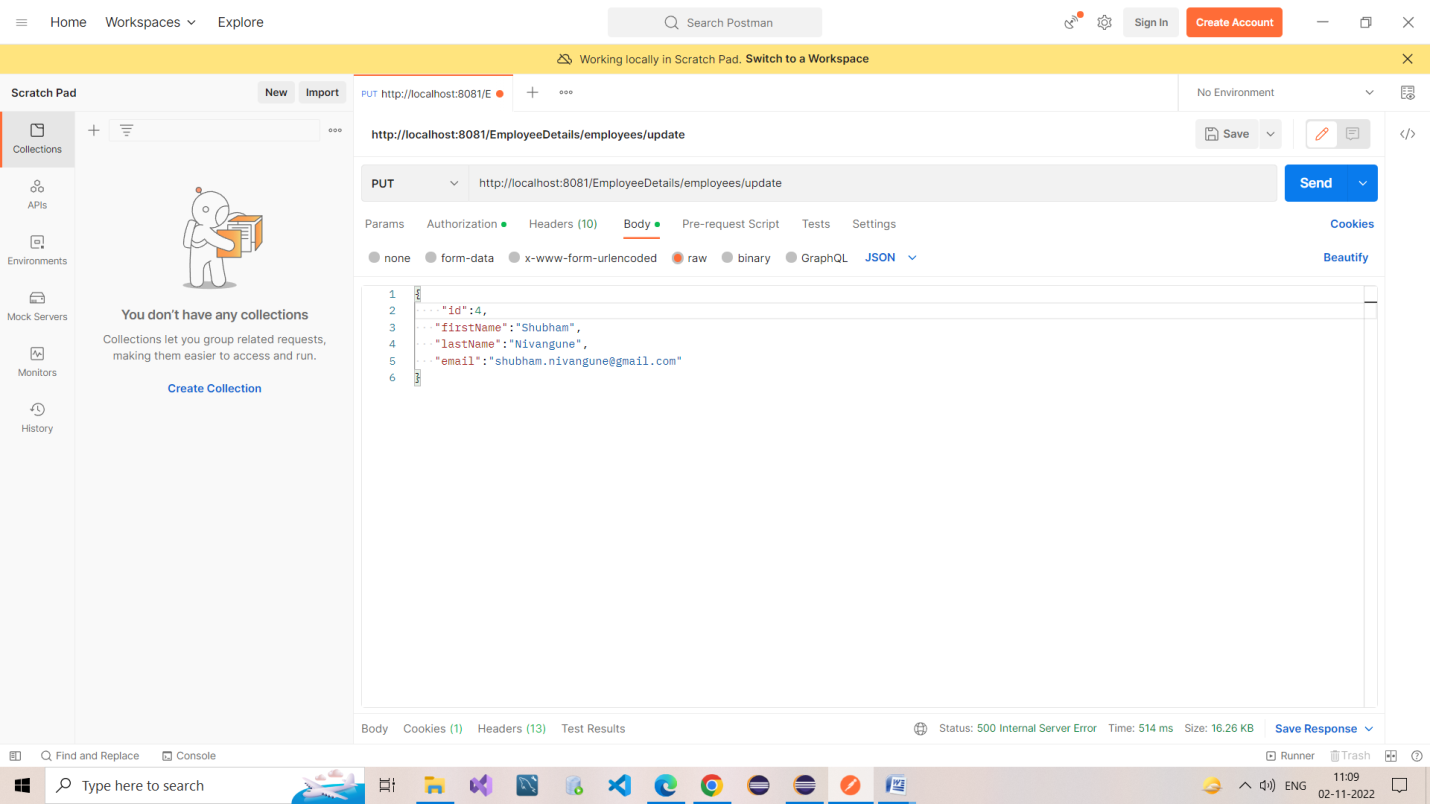 Home Workspaces Explore Search Postman Sign In Create Account
Working locally in Scratch Pad. Switch to a Workspace
Scratch Pad New Import PUT http://localhost:8081/E No Environment
http://localhost:8081/EmployeeDetails/employees/update Save
Collections
PUT http://localhost:8081/EmployeeDetails/employees/update Send
APIs
Params Authorization Headers (10) Body Pre-request Script Tests Settings Cookies
Environments
none form-data x-www-form-urlencoded raw binary GraphQL JSON Beautify
Mock Servers
Monitors
History
You don't have any collections
Collections let you group related requests,
making them easier to access and run.
Create Collection
1 {
2 "id":4,
3 "firstName":"Shubham",
4 "lastName":"Nivangune",
5 "email":"shubham.nivangune@gmail.com"
6 }
Body Cookies (1) Headers (13) Test Results Status: 500 Internal Server Error Time: 514 ms Size: 16.26 KB Save Response
Find and Replace Console Runner Trash
Type here to search ENG 11:09
02-11-2022